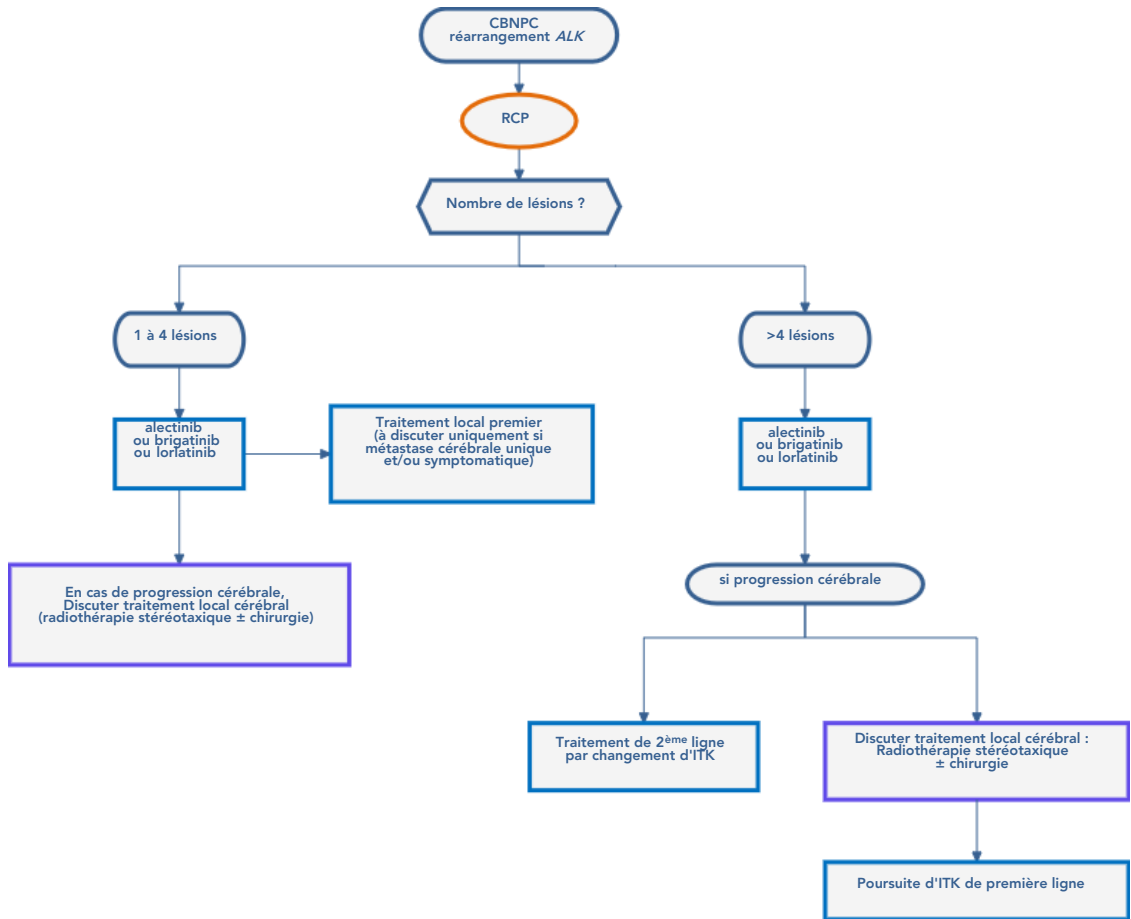 CBNPC
réarrangement ALK
RCP
Nombre de lésions ?
1 à 4 lésions
>4 lésions
alectinib
ou brigatinib
ou lorlatinib
Traitement local premier
(à discuter uniquement si
métastase cérébrale unique
et/ou symptomatique)
alectinib
ou brigatinib
ou lorlatinib
En cas de progression cérébrale,
Discuter traitement local cérébral
(radiothérapie stéréotaxique ± chirurgie)
si progression cérébrale
Traitement de 2ème ligne
par changement d'ITK
Discuter traitement local cérébral :
Radiothérapie stéréotaxique
± chirurgie
Poursuite d'ITK de première ligne